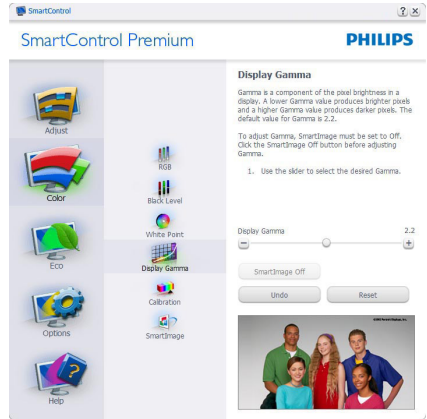 SmartControl
SmartControl Premium
PHILIPS
Adjust
Color
Eco
Options
Help
RGB
Black Level
White Point
Display Gamma
Calibration
SmartImage
Display Gamma
Gamma is a component of the pixel brightness in a
display. A lower Gamma value produces brighter pixels
and a higher Gamma value produces darker pixels. The
default value for Gamma is 2.2.
To adjust Gamma, SmartImage must be set to Off.
Click the SmartImage Off button before adjusting
Gamma.
1. Use the slider to select the desired Gamma.
Display Gamma 2.2
SmartImage Off
Undo Reset